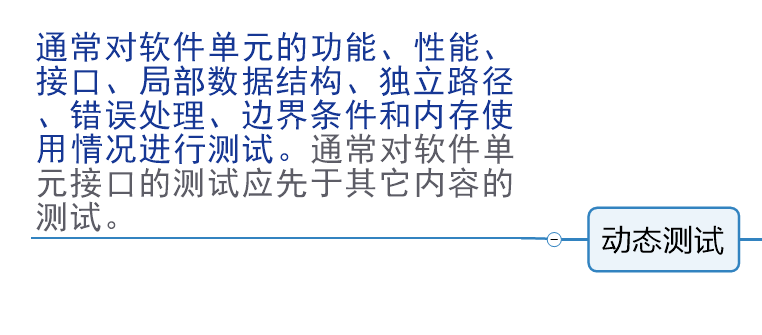 通常对软件单元的功能、性能、
接口、局部数据结构、独立路径
、错误处理、边界条件和内存使
用情况进行测试。通常对软件单
元接口的测试应先于其它内容的
测试。
动态测试